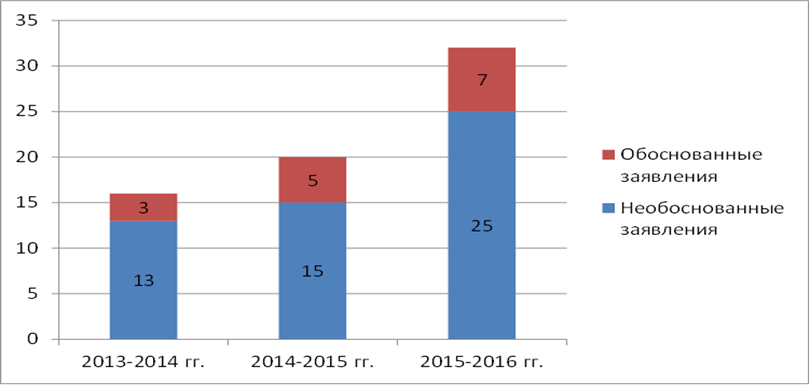 35
30
25
20
15
10
5
0
3
13
5
15
7
25
2013-2014 гг.
2014-2015 гг.
2015-2016 гг.
Обоснованные
заявления
Необоснованные
заявления